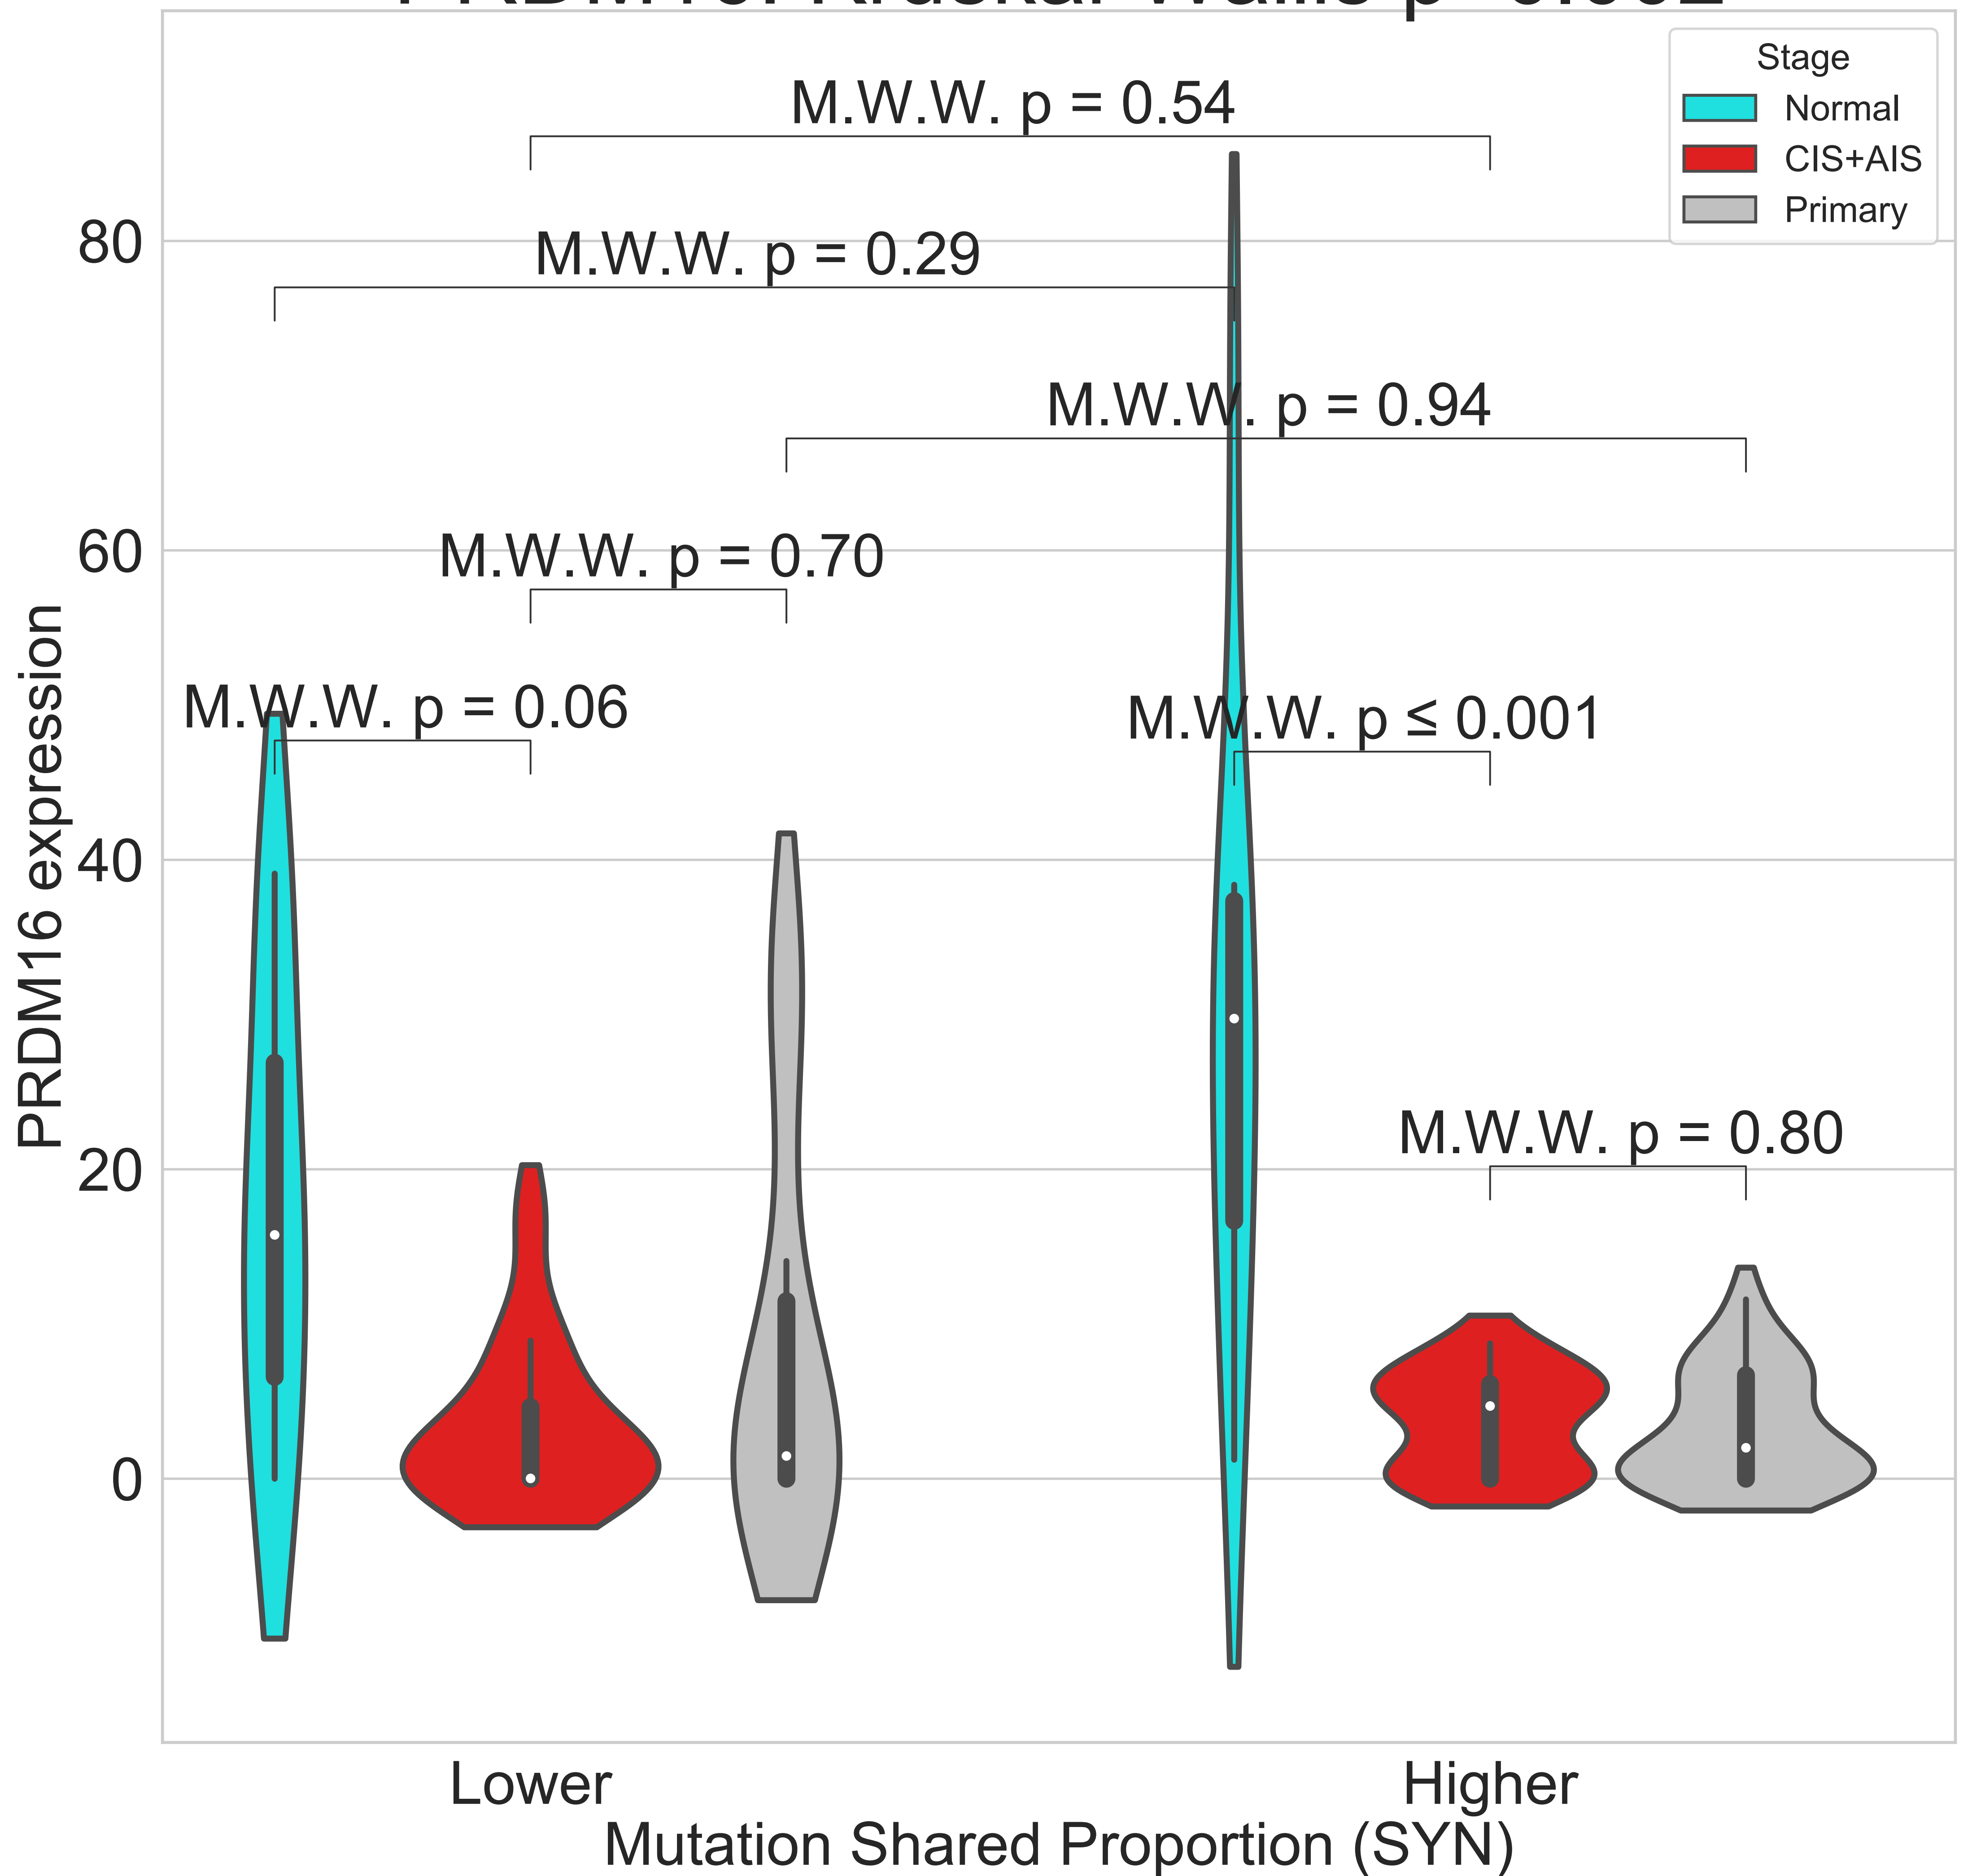 Stage
Normal
CIS+AIS
Primary
M.W.W. p = 0.54
M.W.W. p = 0.29
M.W.W. p = 0.94
M.W.W. p = 0.70
M.W.W. p = 0.06
M.W.W. p ≤ 0.001
M.W.W. p = 0.80
PRDM16 expression
80
60
40
20
0
Lower
Higher
Mutation Shared Proportion (SYN)